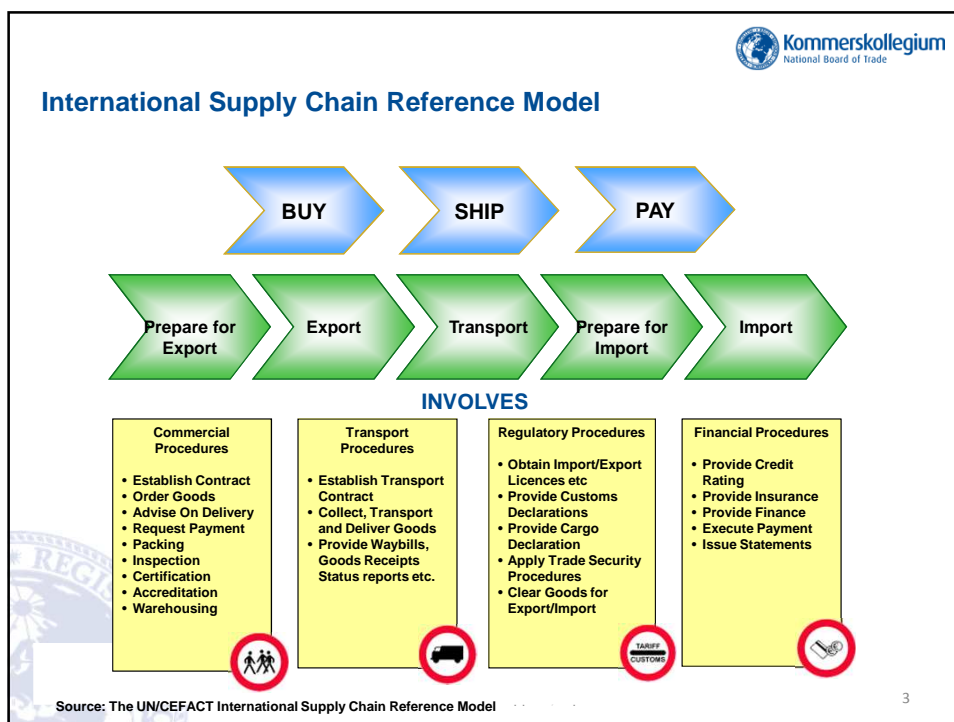 Kommerskollegium
National Board of Trade
International Supply Chain Reference Model
BUY
SHIP
PAY
Prepare for
Export
Export
Transport
Prepare for
Import
Import
INVOLVES
Commercial
Procedures
• Establish Contract
• Order Goods
• Advise On Delivery
• Request Payment
• Packing
• Inspection
• Certification
• Accreditation
• Warehousing
Transport
Procedures
• Establish Transport
Contract
• Collect, Transport
and Deliver Goods
• Provide Waybills,
Goods Receipts
Status reports etc.
Regulatory Procedures
• Obtain Import/Export
Licences etc
• Provide Customs
Declarations
• Provide Cargo
Declaration
• Apply Trade Security
Procedures
• Clear Goods for
Export/Import
TARIFF
CUSTOMS
Financial Procedures
• Provide Credit
Rating
• Provide Insurance
• Provide Finance
• Execute Payment
• Issue Statements
REGI
Source: The UN/CEFACT International Supply Chain Reference Model
3